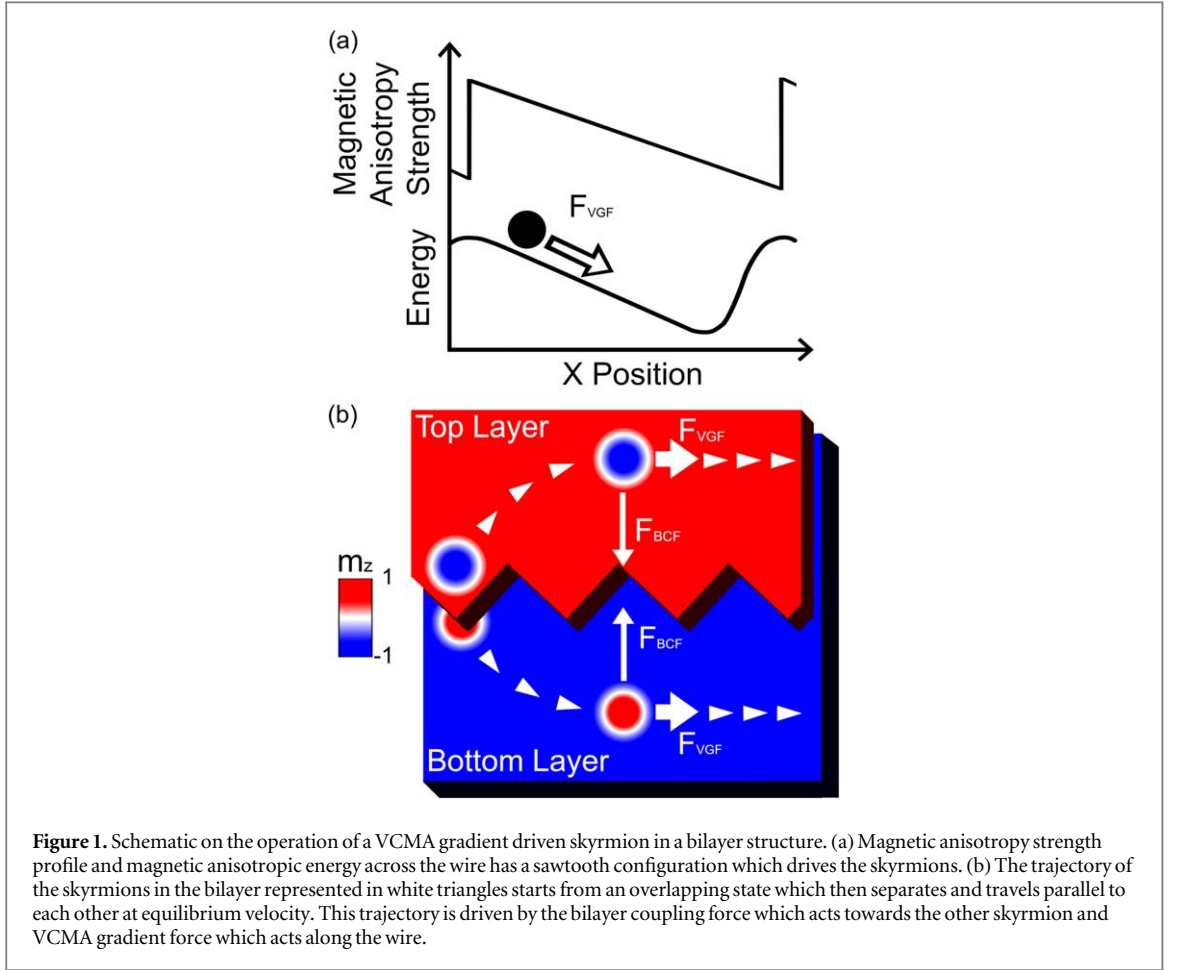 (a)
Magnetic
Anisotropy
Strength
FVGF
Energy
X Position
(b)
Top Layer
FVGF
FBCF
mz
1
-1
FBCF
FVGF
Bottom Layer
Figure 1. Schematic on the operation of a VCMA gradient driven skyrmion in a bilayer structure. (a) Magnetic anisotropy strength
profile and magnetic anisotropic energy across the wire has a sawtooth configuration which drives the skyrmions. (b) The trajectory of
the skyrmions in the bilayer represented in white triangles starts from an overlapping state which then separates and travels parallel to
each other at equilibrium velocity. This trajectory is driven by the bilayer coupling force which acts towards the other skyrmion and
VCMA gradient force which acts along the wire.